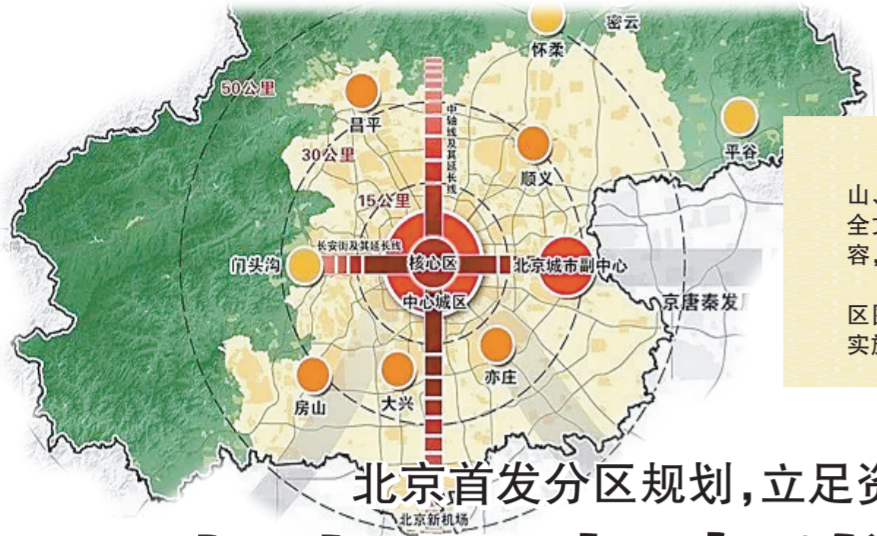 密云
怀柔
50公里
昌平
中轴线及其延长线
平谷
30公里
顺义
15公里
山、
全
容，
长安街及其延长线
门头沟
核心区
北京城市副中心
中心城区
京唐秦发
区
实施
亦庄
大兴
房山
北京首发分区规划，立足资
北京新机场